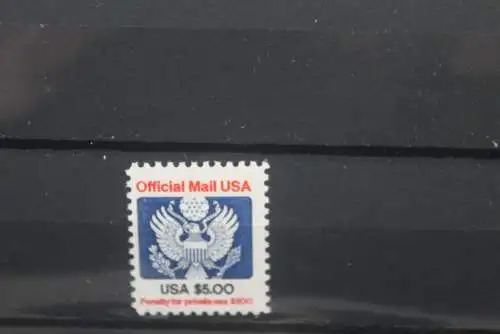 Official Mail USA
USA $5.00
Penalty for private use $300